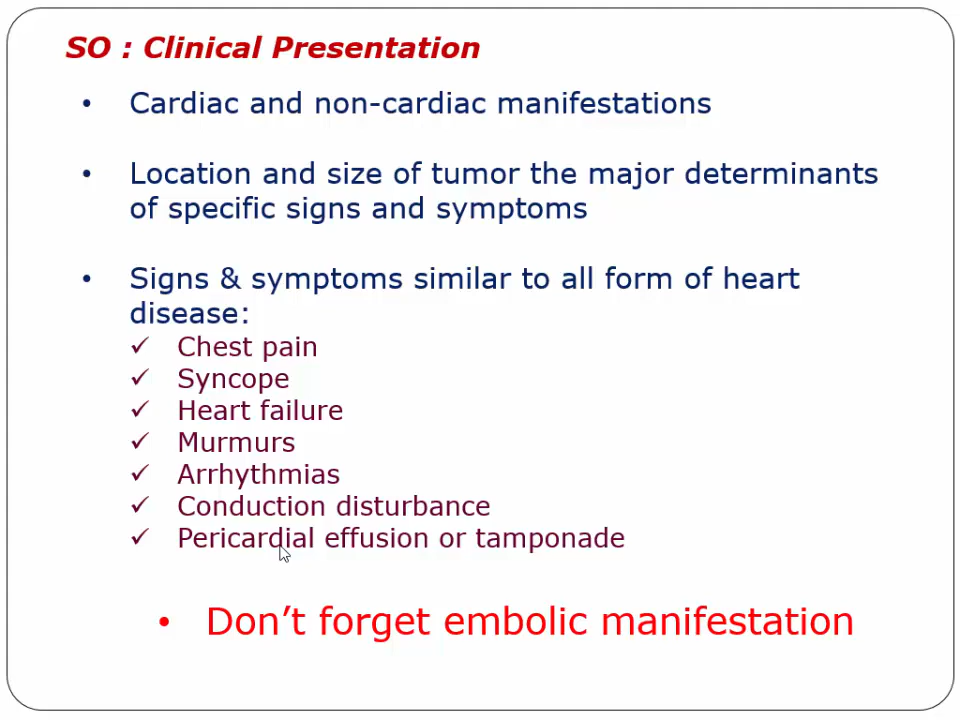 SO : Clinical Presentation
• Cardiac and non-cardiac manifestations
• Location and size of tumor the major determinants
of specific signs and symptoms
• Signs & symptoms similar to all form of heart
disease:
✓ Chest pain
✓ Syncope
✓ Heart failure
✓ Murmurs
✓ Arrhythmias
✓ Conduction disturbance
✓ Pericardial effusion or tamponade
• Don’t forget embolic manifestation